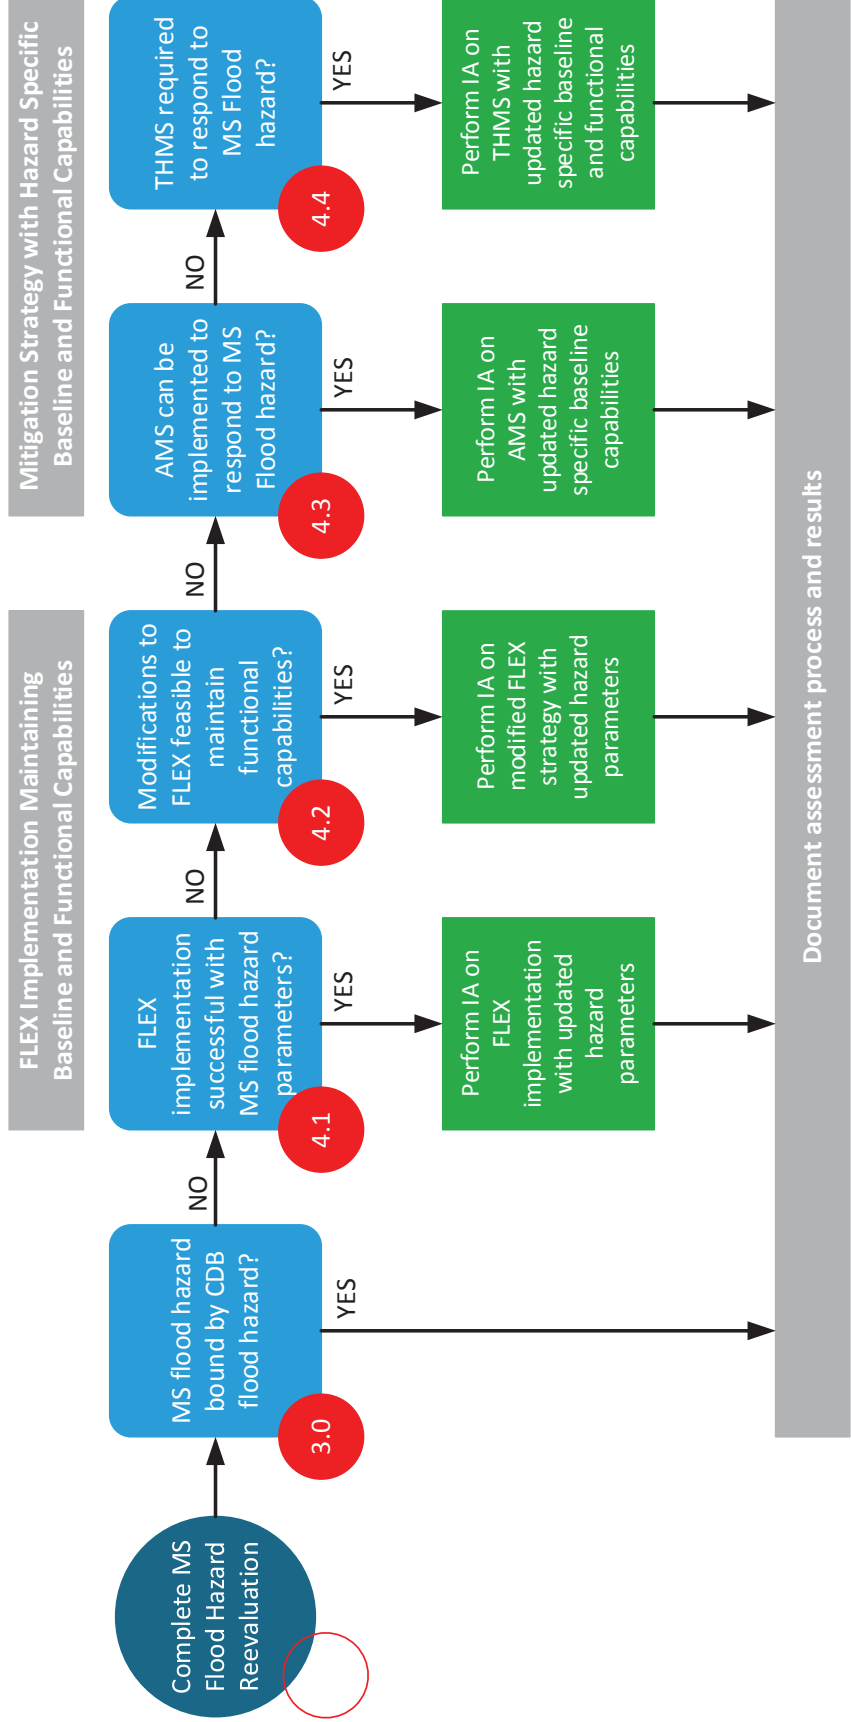 FLEX Implementation Maintaining
Baseline and Functional Capabilities
Mitigation Strategy with Hazard Specific
Baseline and Functional Capabilities
Complete MS
Flood Hazard
Reevaluation
MS flood hazard
bound by CDB
flood hazard?
3.0
YES
NO
FLEX
implementation
successful with
MS flood hazard
parameters?
4.1
YES
NO
Perform IA on
FLEX
implementation
with updated
hazard
parameters
Modifications to
FLEX feasible to
maintain
functional
capabilities?
4.2
YES
NO
Perform IA on
modified FLEX
strategy with
updated hazard
parameters
AMS can be
implemented to
respond to MS
Flood hazard?
4.3
YES
NO
Perform IA on
AMS with
updated hazard
specific baseline
capabilities
THMS required
to respond to
MS Flood
hazard?
4.4
YES
Perform IA on
THMS with
updated hazard
specific baseline
and functional
capabilities
Document assessment process and results